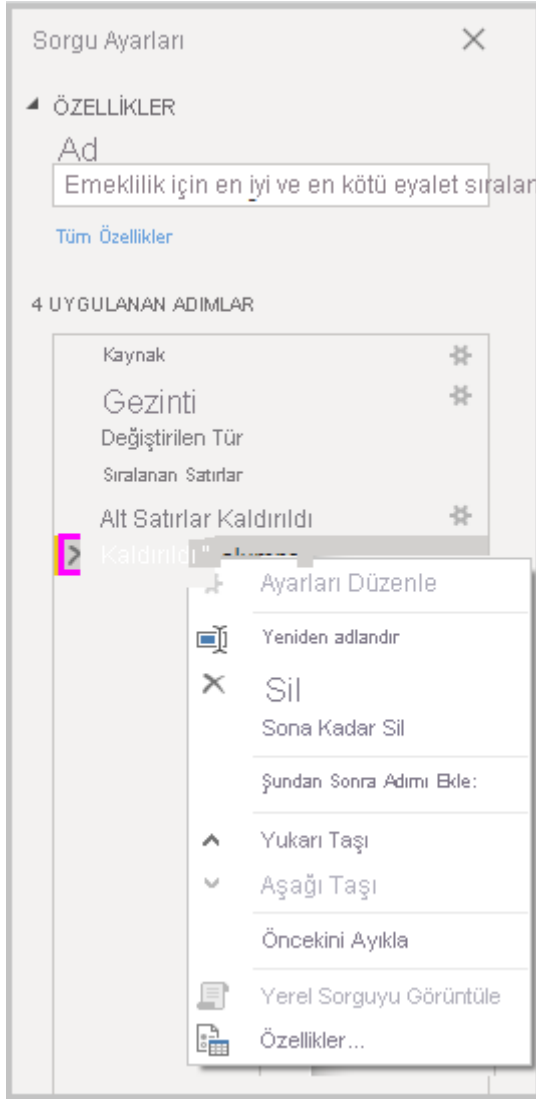 Sorgu Ayarları
ÖZELLİKLER
Ad
Emeklilik için en iyi ve en kötü eyalet sıralan
Tüm Özellikler
4 UYGULANAN ADIMLAR
Kaynak
Gezinti
Değiştirilen Tür
Sıralanan Satırlar
Alt Satırlar Kaldırıldı
Kaldırıldı "
Ayarları Düzenle
Yeniden adlandır
Sil
Sona Kadar Sil
Şundan Sonra Adımı Ekle:
Yukarı Taşı
Aşağı Taşı
Öncekini Ayıkla
Yerel Sorguyu Görüntüle
Özellikler...